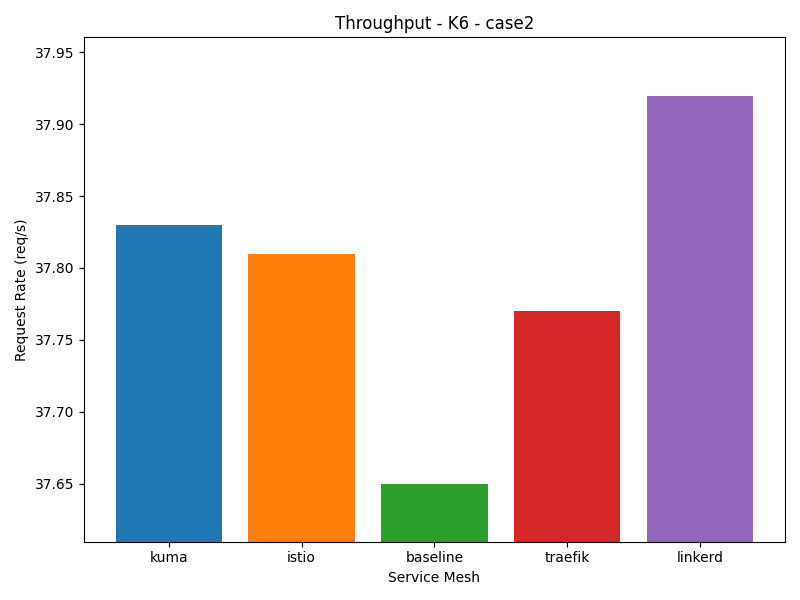 Throughput - K6 - case2
37.95
37.90
37.85
37.80
37.75
37.70
37.65
Request Rate (req/s)
kuma
istio
baseline
traefik
linkerd
Service Mesh